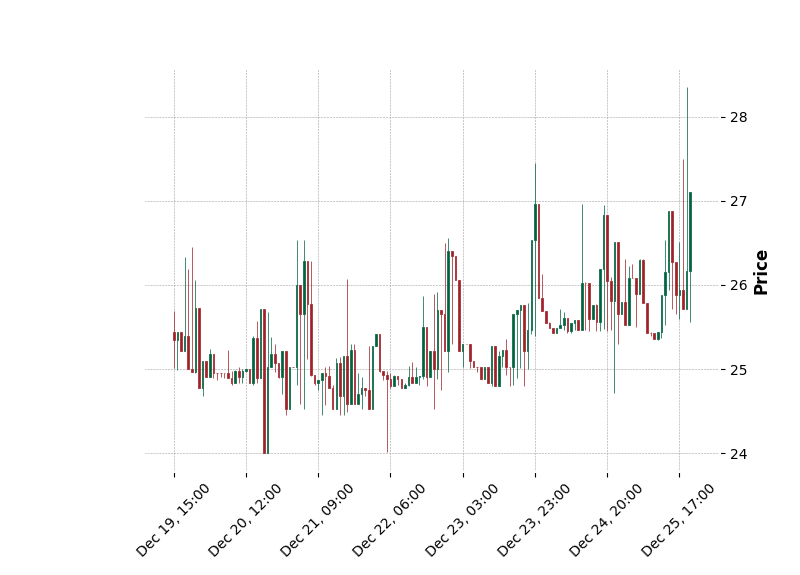 28
27
26
25
24
Price
Dec 19, 15:00
Dec 20, 12:00
Dec 21, 09:00
Dec 22, 06:00
Dec 23, 03:00
Dec 23, 23:00
Dec 24, 20:00
Dec 25, 17:00